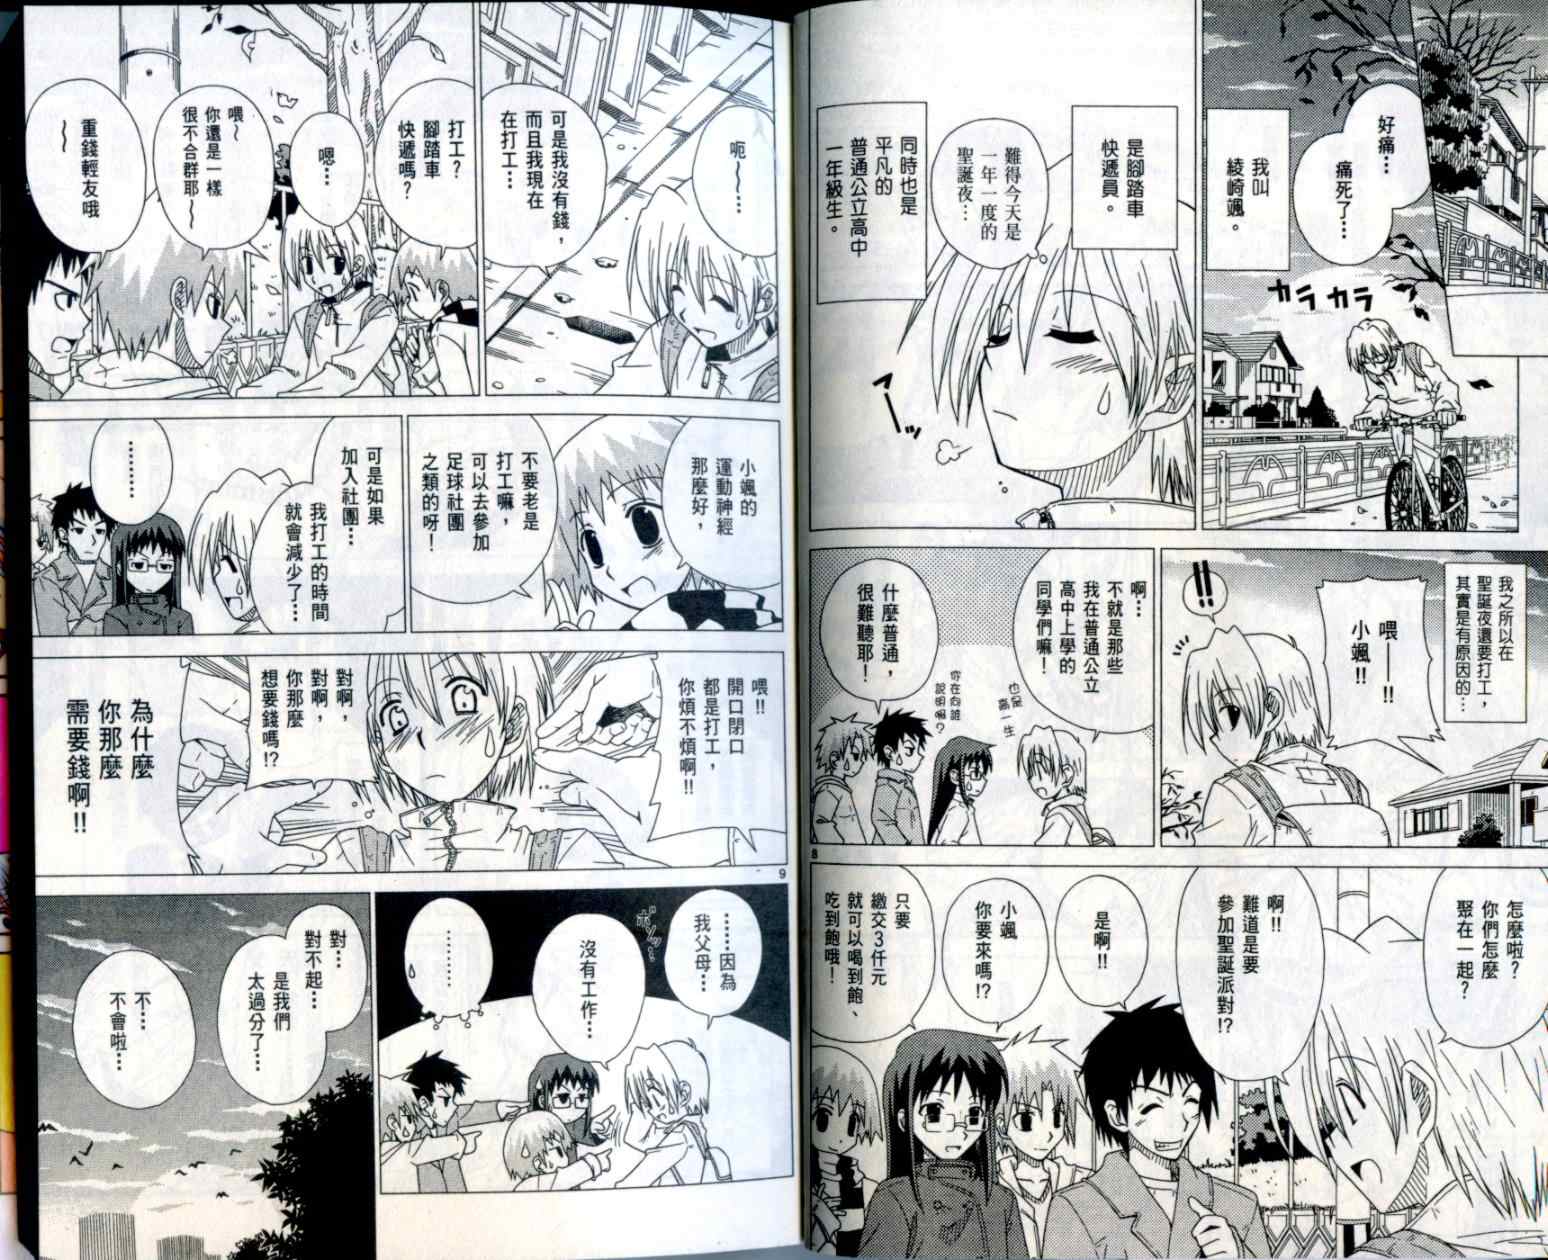 好痛…
痛死了…
我叫
綾崎颯。
カラカラ
是腳踏車
快遞員。
難得今天是
一年一度的
聖誕夜…
同時也是
平凡的
普通公立高中
一年級生。
我之所以在
聖誕夜還要打工，
其實是有原因的…
喂——!!
小颯!!
!!
啊…
不就是那些
我在普通公立
高中上學的
同學們嘛！
也是
高一生
你在向誰
說明啊？
什麼普通，
很難聽耶！
8
怎麼啦？
你們怎麼
聚在一起？
啊!!
難道是要
參加聖誕派對!?
是啊!!
小颯
你要來嗎!?
只要
繳交3仟元
就可以喝到飽、
吃到飽哦！
呃～…
可是我沒有錢，
而且我現在
在打工…
打工？
腳踏車
快遞嗎？
嗯…
喂～
你還是一樣
很不合群耶～
重錢輕友哦
～
小颯的
運動神經
那麼好，
不要老是
打工嘛，
可以去參加
足球社團
之類的呀！
可是如果
加入社團…
我打工的時間
就會減少了…
………
喂!!
開口閉口
都是打工，
你煩不煩啊!!
對啊，
對啊，
你那麼
想要錢嗎!?
為什麼
你那麼
需要錢啊!!
9
……因為
我父母…
ボソッ…
沒有工作…
………
對…
對不起…
是我們
太過分了…
不…
不會啦…